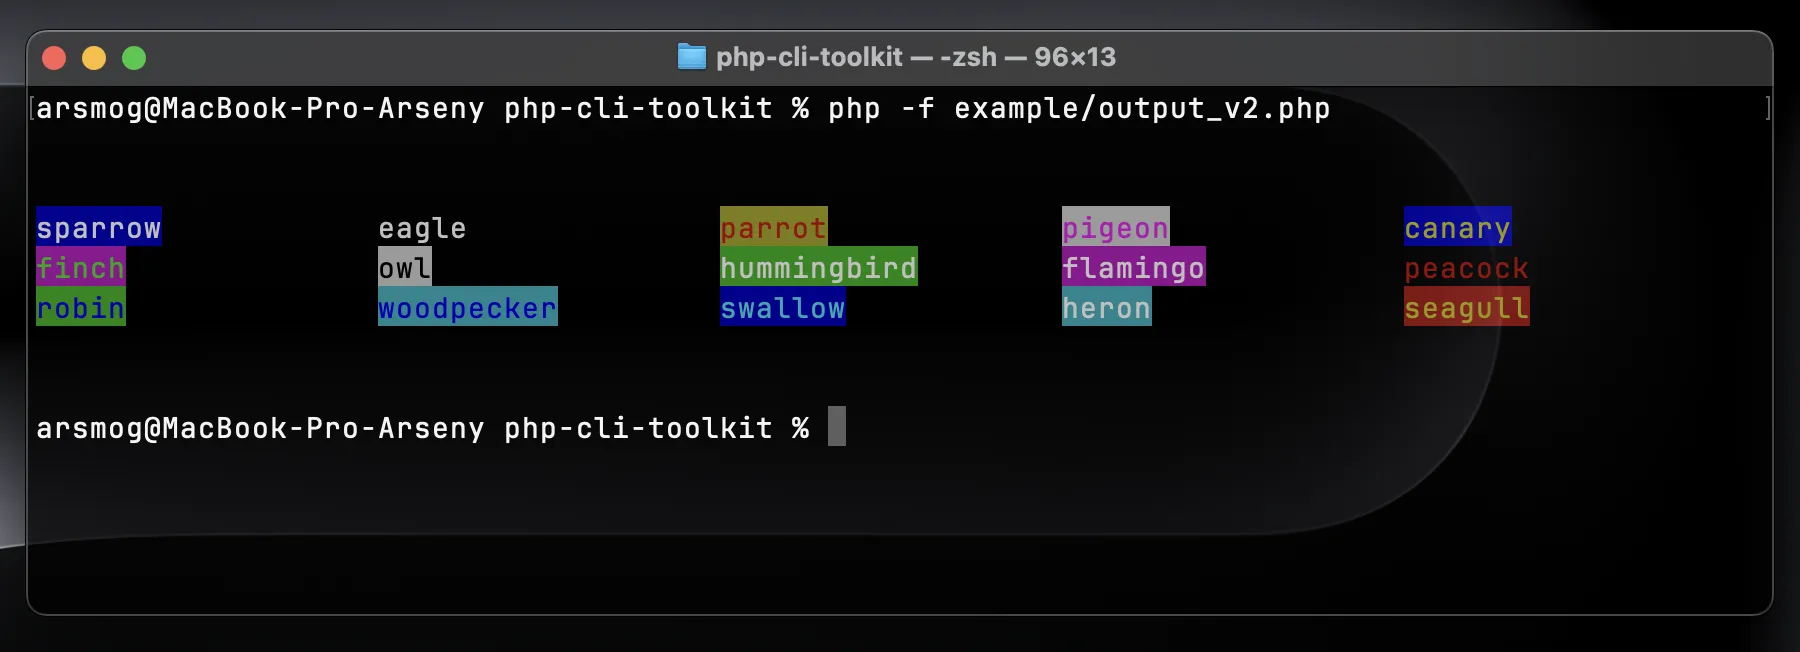 php-cli-toolkit — -zsh — 96×13
[arsmog@MacBook-Pro-Arseny php-cli-toolkit % php -f example/output_v2.php ]
sparrow eagle parrot pigeon canary
finch owl hummingbird flamingo peacock
robin woodpecker swallow heron seagull
arsmog@MacBook-Pro-Arseny php-cli-toolkit %